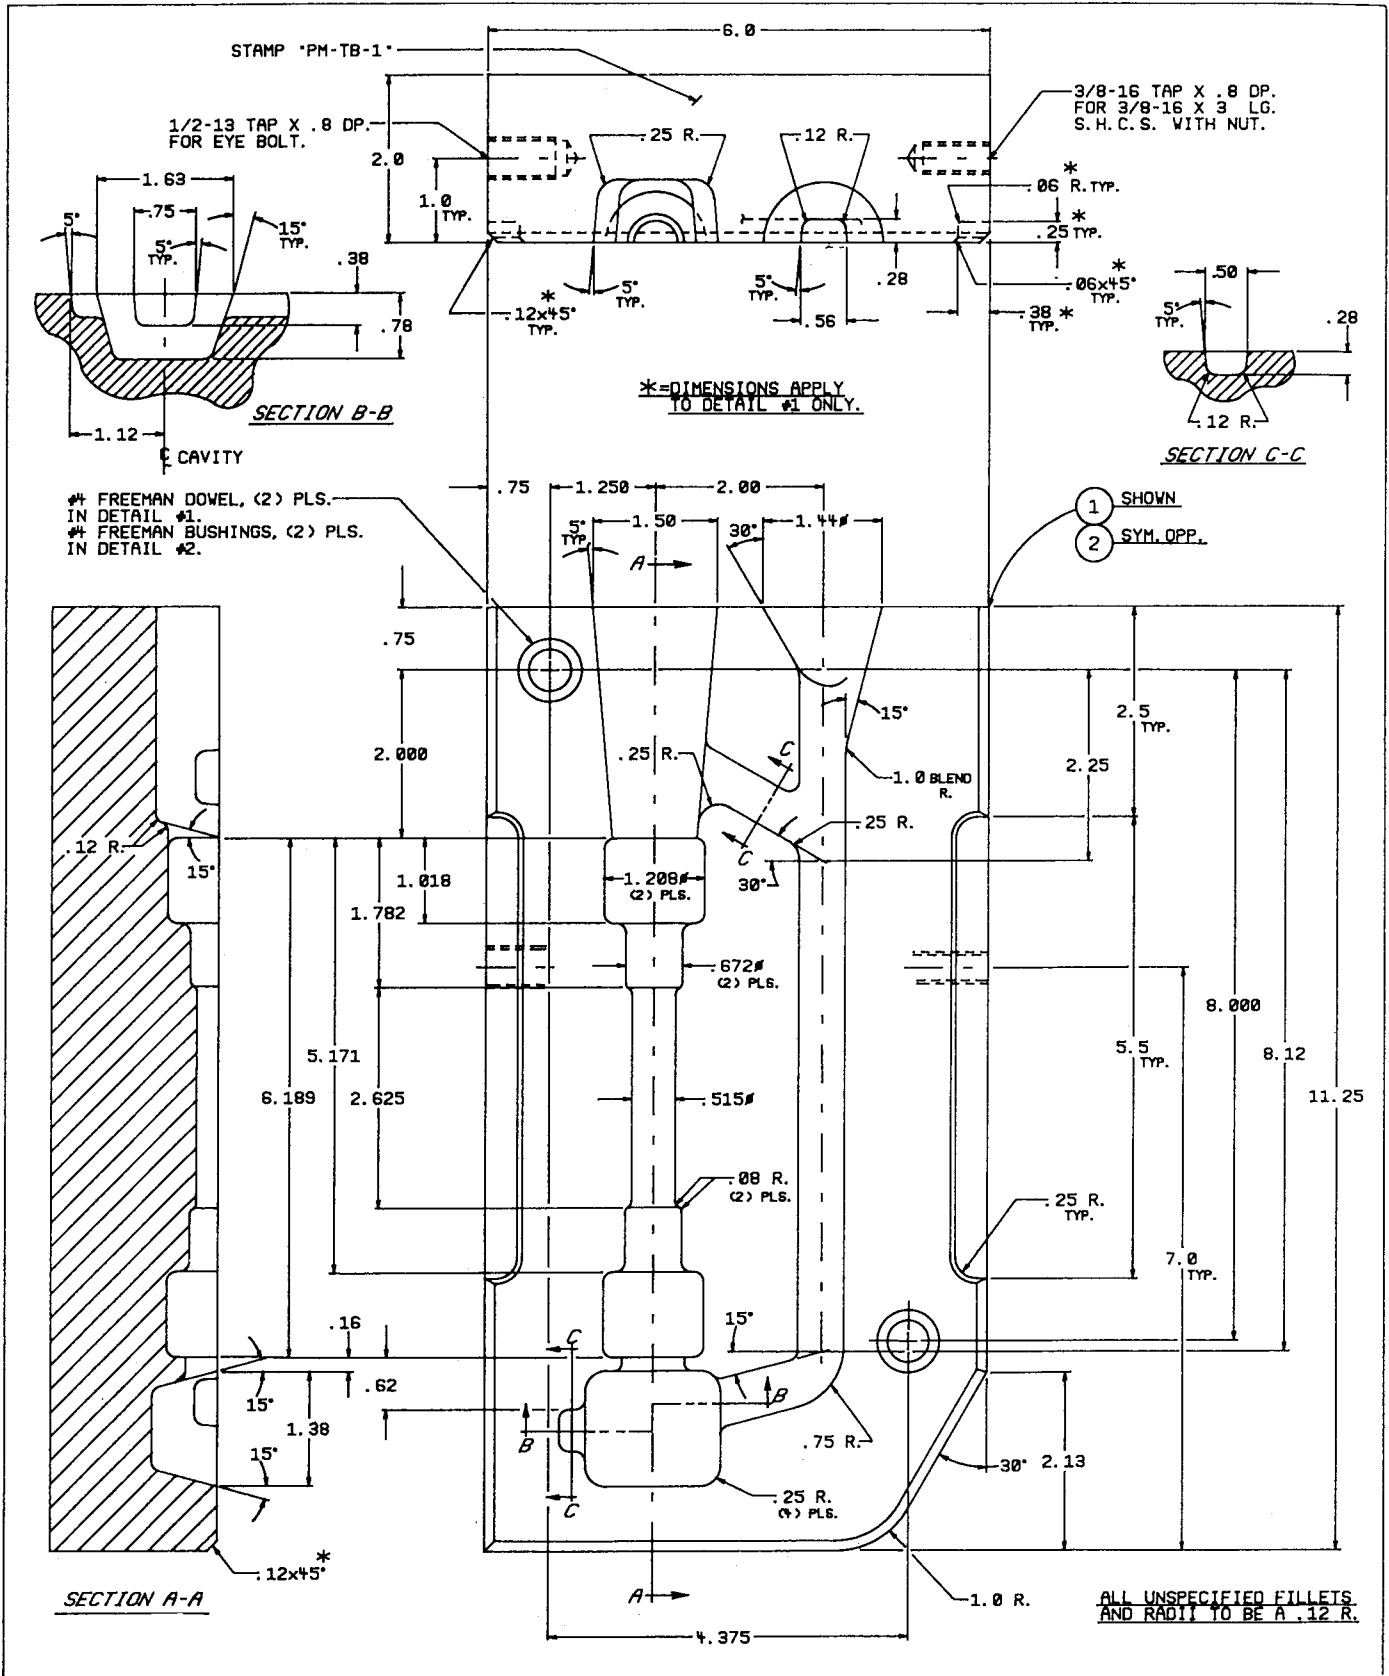 6.0
STAMP "PM-TB-1"
3/8-16 TAP X .8 DP.
FOR 3/8-16 X 3 LG.
S.H.C.S. WITH NUT.
1/2-13 TAP X .8 DP.
FOR EYE BOLT.
.25 R.
.12 R.
2.0
1.0
TYP.
*
.06 R. TYP.
*
.25 TYP.
1.63
.75
5°
5°
TYP.
15°
TYP.
.38
.78
5°
TYP.
5°
TYP.
.28
*
.06x45°
TYP.
.50
5°
TYP.
.28
*
.12x45°
TYP.
.56
.38 *
TYP.
*=DIMENSIONS APPLY
TO DETAIL #1 ONLY.
SECTION B-B
1.12
℄ CAVITY
.12 R.
SECTION C-C
#4 FREEMAN DOWEL, (2) PLS.
IN DETAIL #1.
#4 FREEMAN BUSHINGS, (2) PLS.
IN DETAIL #2.
.75
1.250
2.00
1 SHOWN
2 SYM. OPP.
5°
TYP.
1.50
30°
1.44ø
A
.75
2.000
15°
2.5
TYP.
2.25
.25 R.
C
1.0 BLEND
R.
.25 R.
C
30°
.12 R.
15°
1.018
1.208ø
(2) PLS.
1.782
.672ø
(2) PLS.
8.000
5.171
5.5
TYP.
8.12
6.189
2.625
.515ø
11.25
.08 R.
(2) PLS.
.25 R.
TYP.
7.0
TYP.
.16
15°
C
.62
15°
1.38
B
B
.75 R.
15°
30°
2.13
.25 R.
(4) PLS.
C
*
.12x45°
SECTION A-A
A
1.0 R.
ALL UNSPECIFIED FILLETS
AND RADII TO BE A .12 R.
4.375